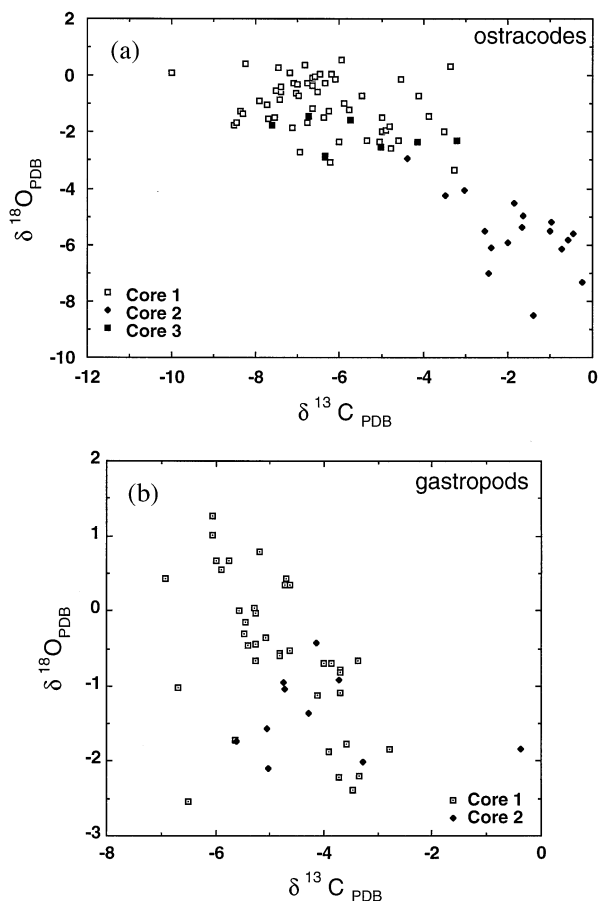 (a)
ostracodes
2
0
-2
-4
-6
-8
-10
δ 18O PDB
Core 1
Core 2
Core 3
-12 -10 -8 -6 -4 -2 0
δ 13 C PDB
(b)
gastropods
2
1
0
-1
-2
-3
δ 18O PDB
Core 1
Core 2
-8 -6 -4 -2 0
δ 13 C PDB